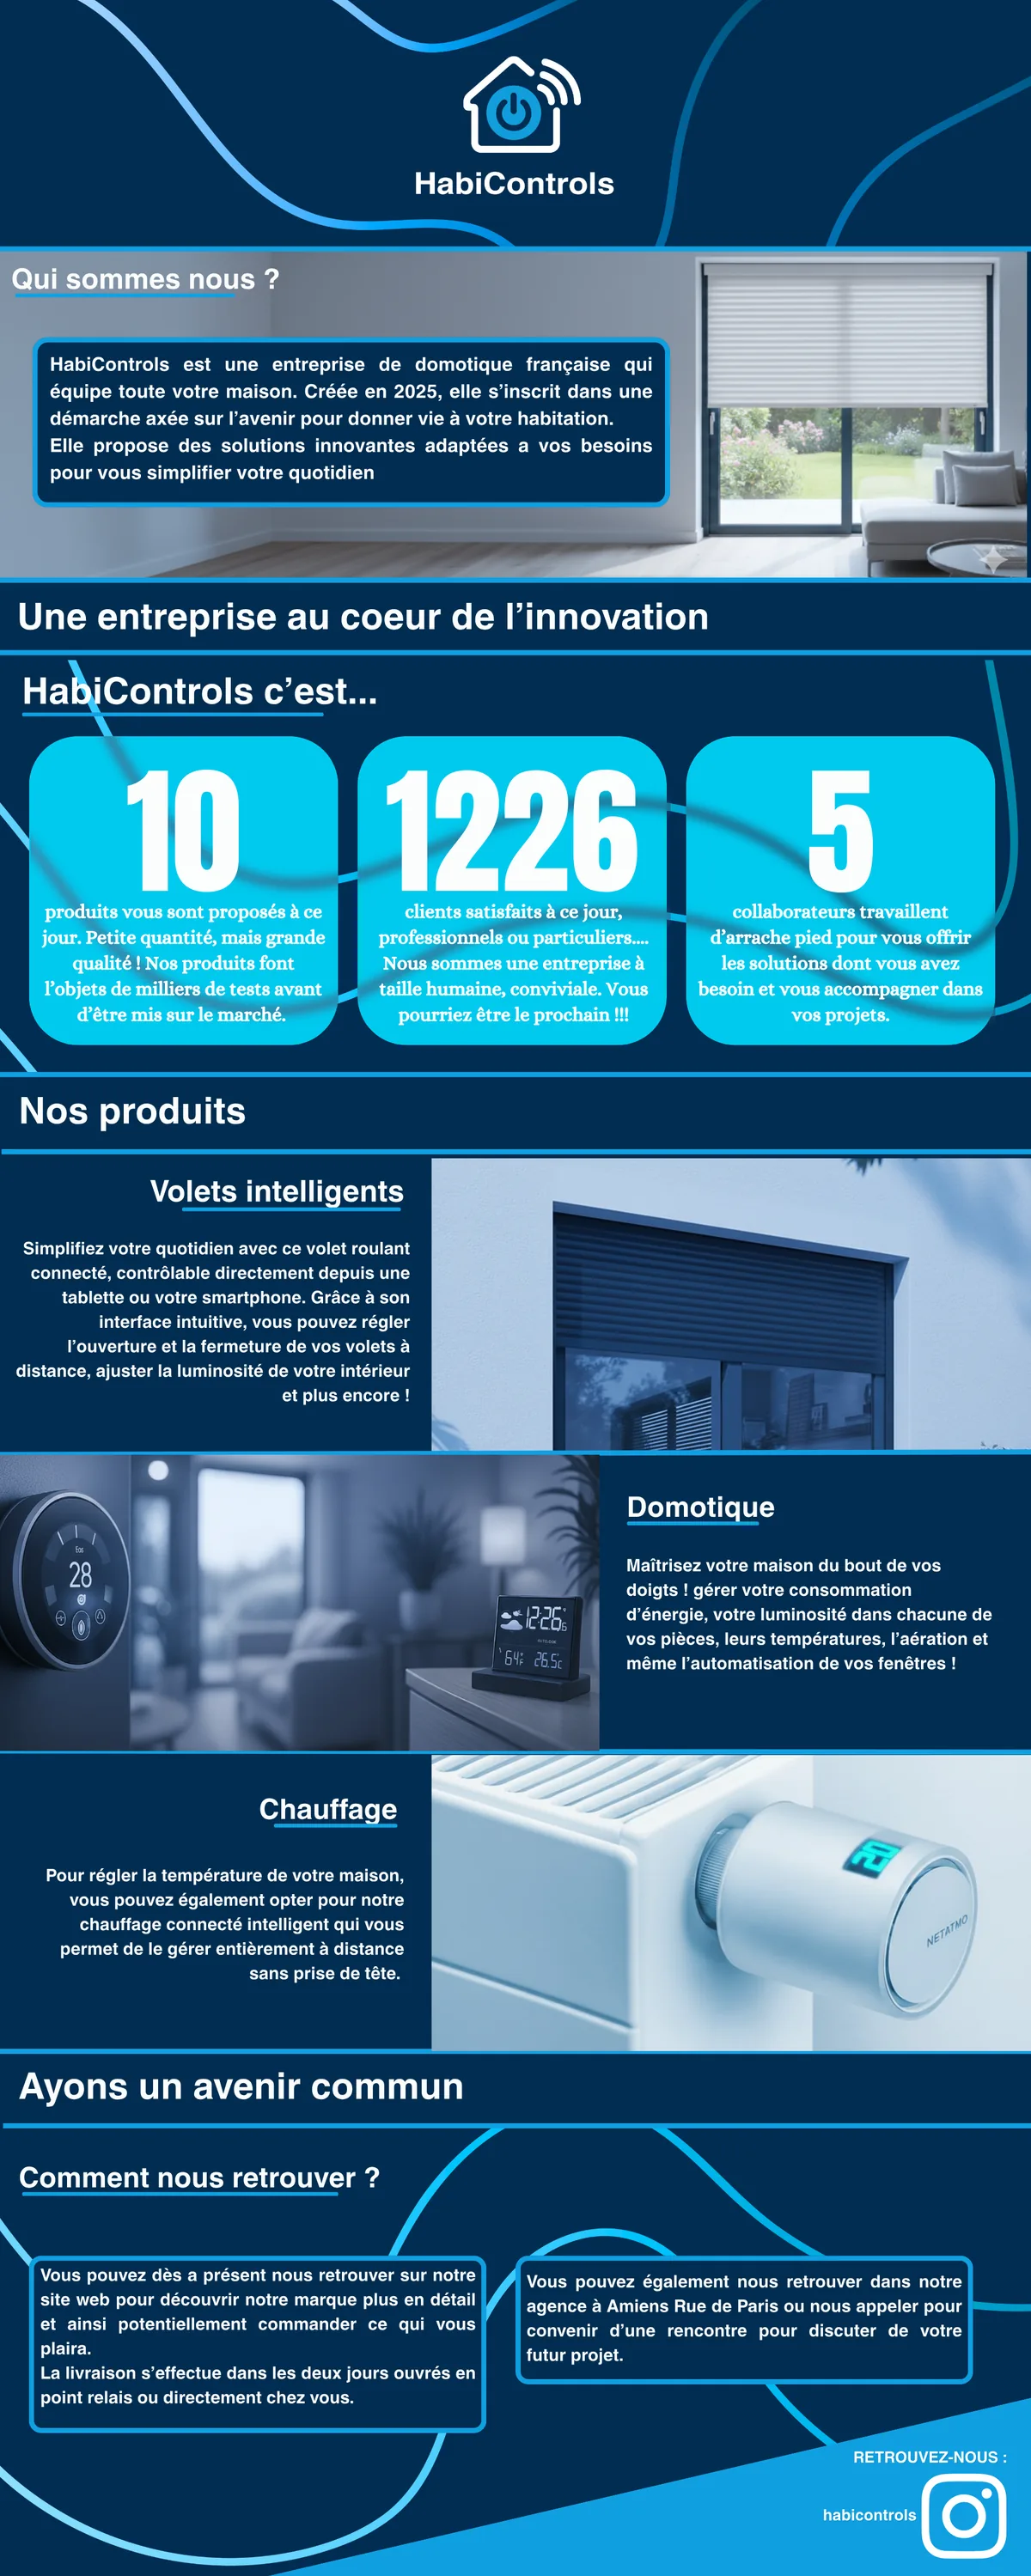 HabiControls
Qui sommes nous ?
HabiControls est une entreprise de domotique française qui
équipe toute votre maison. Créée en 2025, elle s’inscrit dans une
démarche axée sur l’avenir pour donner vie à votre habitation.
Elle propose des solutions innovantes adaptées a vos besoins
pour vous simplifier votre quotidien
Une entreprise au coeur de l’innovation
HabiControls c’est...
10
produits vous sont proposés à ce
jour. Petite quantité, mais grande
qualité ! Nos produits font
l’objets de milliers de tests avant
d’être mis sur le marché.
1226
clients satisfaits à ce jour,
professionnels ou particuliers....
Nous sommes une entreprise à
taille humaine, conviviale. Vous
pourriez être le prochain !!!
5
collaborateurs travaillent
d’arrache pied pour vous offrir
les solutions dont vous avez
besoin et vous accompagner dans
vos projets.
Nos produits
Volets intelligents
Simplifiez votre quotidien avec ce volet roulant
connecté, contrôlable directement depuis une
tablette ou votre smartphone. Grâce à son
interface intuitive, vous pouvez régler
l’ouverture et la fermeture de vos volets à
distance, ajuster la luminosité de votre intérieur
et plus encore !
28
12:26
64F 26.5c
Domotique
Maîtrisez votre maison du bout de vos
doigts ! gérer votre consommation
d’énergie, votre luminosité dans chacune de
vos pièces, leurs températures, l’aération et
même l’automatisation de vos fenêtres !
Chauffage
Pour régler la température de votre maison,
vous pouvez également opter pour notre
chauffage connecté intelligent qui vous
permet de le gérer entièrement à distance
sans prise de tête.
20
NETATMO
Ayons un avenir commun
Comment nous retrouver ?
Vous pouvez dès a présent nous retrouver sur notre
site web pour découvrir notre marque plus en détail
et ainsi potentiellement commander ce qui vous
plaira.
La livraison s’effectue dans les deux jours ouvrés en
point relais ou directement chez vous.
Vous pouvez également nous retrouver dans notre
agence à Amiens Rue de Paris ou nous appeler pour
convenir d’une rencontre pour discuter de votre
futur projet.
RETROUVEZ-NOUS :
habicontrols